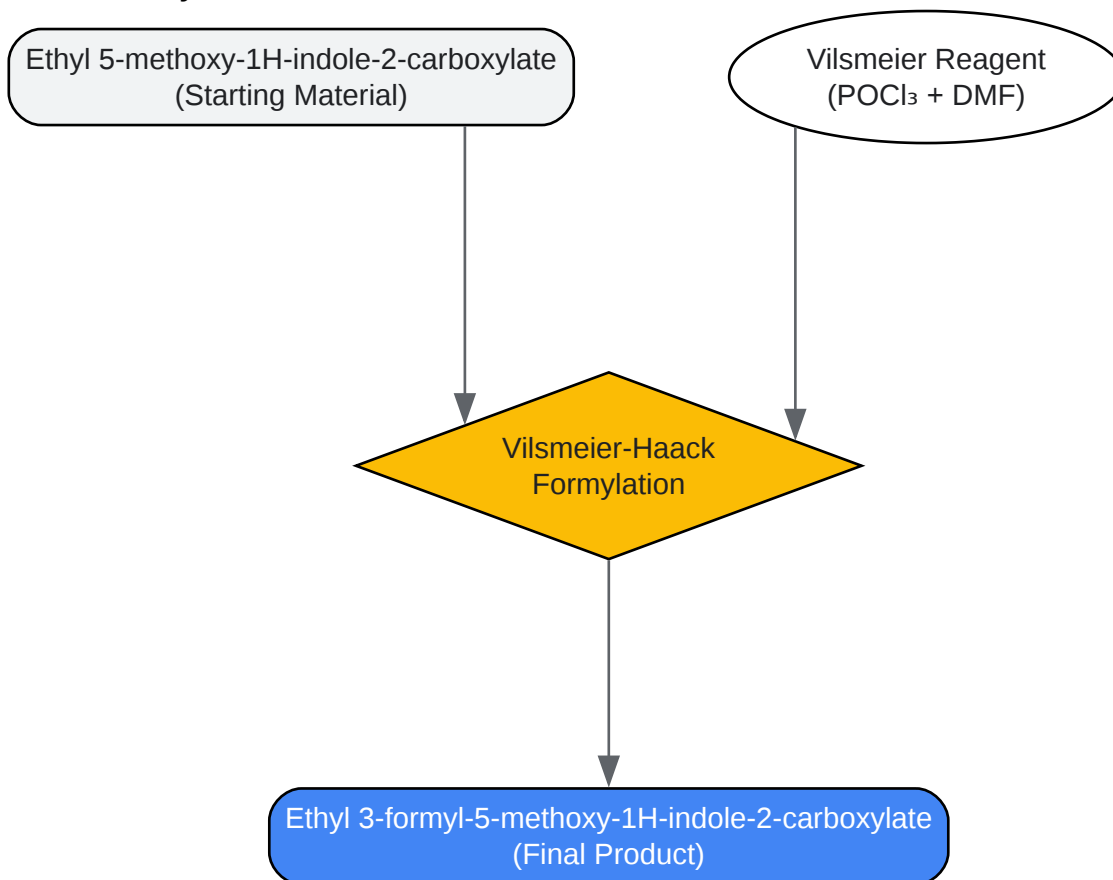 Ethyl 5-methoxy-1H-indole-2-carboxylate
(Starting Material)
Vilsmeier Reagent
(POCl₃ + DMF)
Vilsmeier-Haack
Formylation
Ethyl 3-formyl-5-methoxy-1H-indole-2-carboxylate
(Final Product)